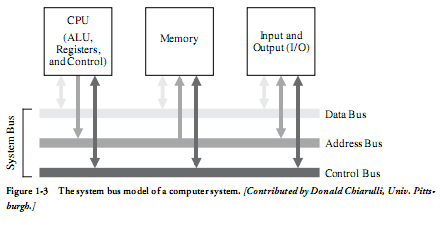 CPU
(ALU,
Registers,
and Control)
Memory
Input and
Output (I/O)
Data Bus
Address Bus
Control Bus
System Bus
Figure 1-3 The system bus model of a computer system. [Contributed by Donald Chiarulli, Univ. Pitts-
burgh.]